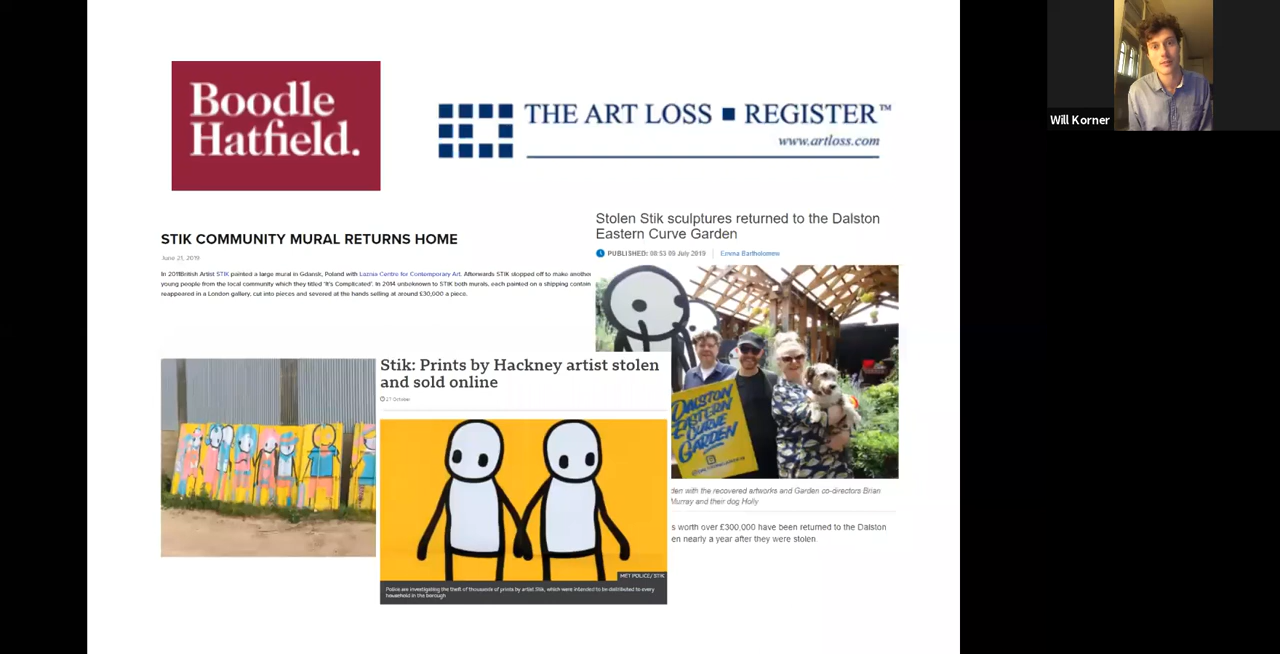 Boodle
Hatfield.
THE ART LOSS ■ REGISTER™
www.artloss.com
Will Korner
STIK COMMUNITY MURAL RETURNS HOME
June 21, 2019
In 2011British Artist STIK painted a large mural in Gdansk, Poland with Laznia Centre for Contemporary Art. Afterwards STIK stopped off to make another
young people from the local community which they titled 'It's Complicated'. In 2014 unbeknown to STIK both murals, each painted on a shipping contain
reappeared in a London gallery, cut into pieces and severed at the hands selling at around £30,000 a piece.
Stolen Stik sculptures returned to the Dalston
Eastern Curve Garden
PUBLISHED: 08:53 09 July 2019
Emma Bartholomew
DALSTON
EASTERN
CURVE
GARDEN
den with the recovered artworks and Garden co-directors Brian
Murray and their dog Holly
s worth over £300,000 have been returned to the Dalston
en nearly a year after they were stolen.
Stik: Prints by Hackney artist stolen
and sold online
27 October
MET POLICE/ STIK
Police are investigating the theft of thousands of prints by artist Stik, which were intended to be distributed to every
household in the borough